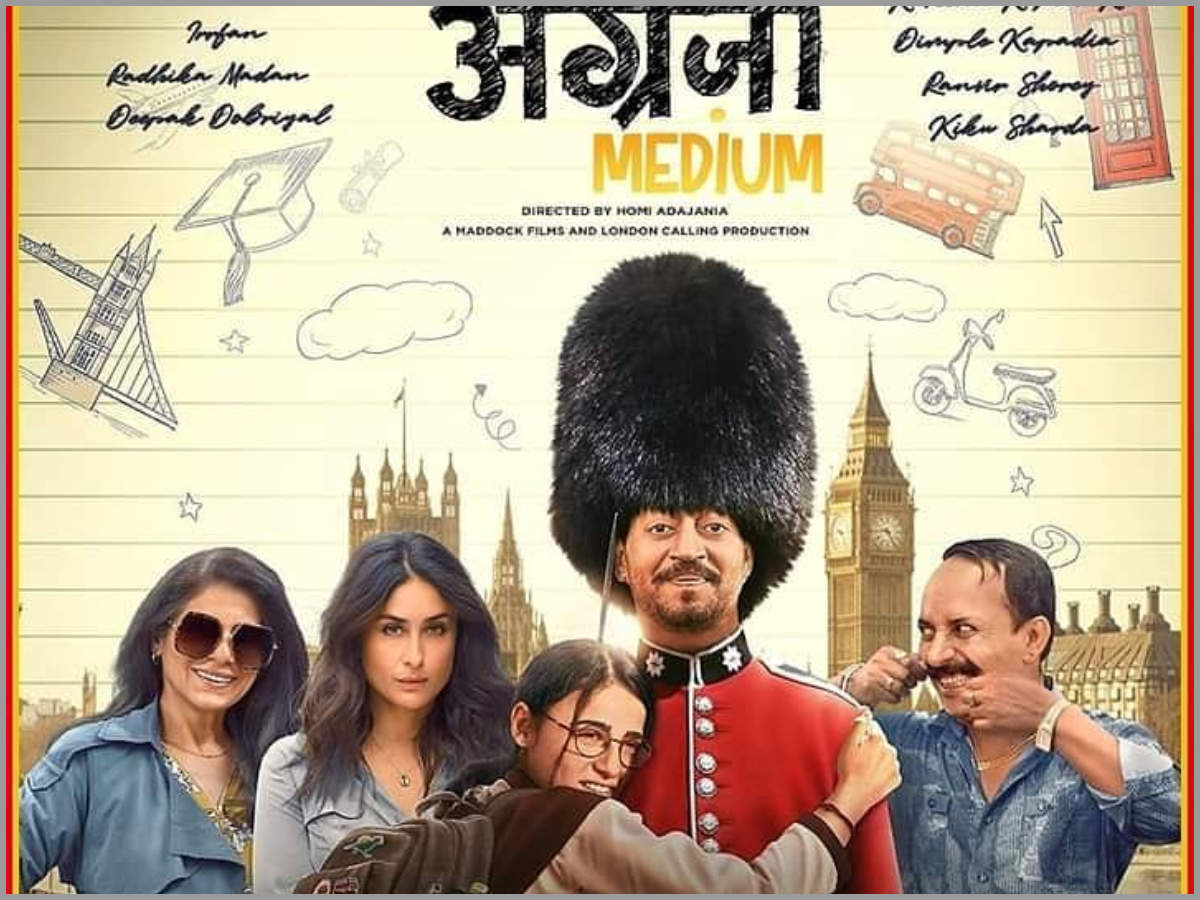 Irrfan
Radhika Madan
Deepak Dobriyal
Dimple Kapadia
Ranvir Shorey
Kiku Sharda
MEDIUM
DIRECTED BY HOMI ADAJANIA
A MADDOCK FILMS AND LONDON CALLING PRODUCTION